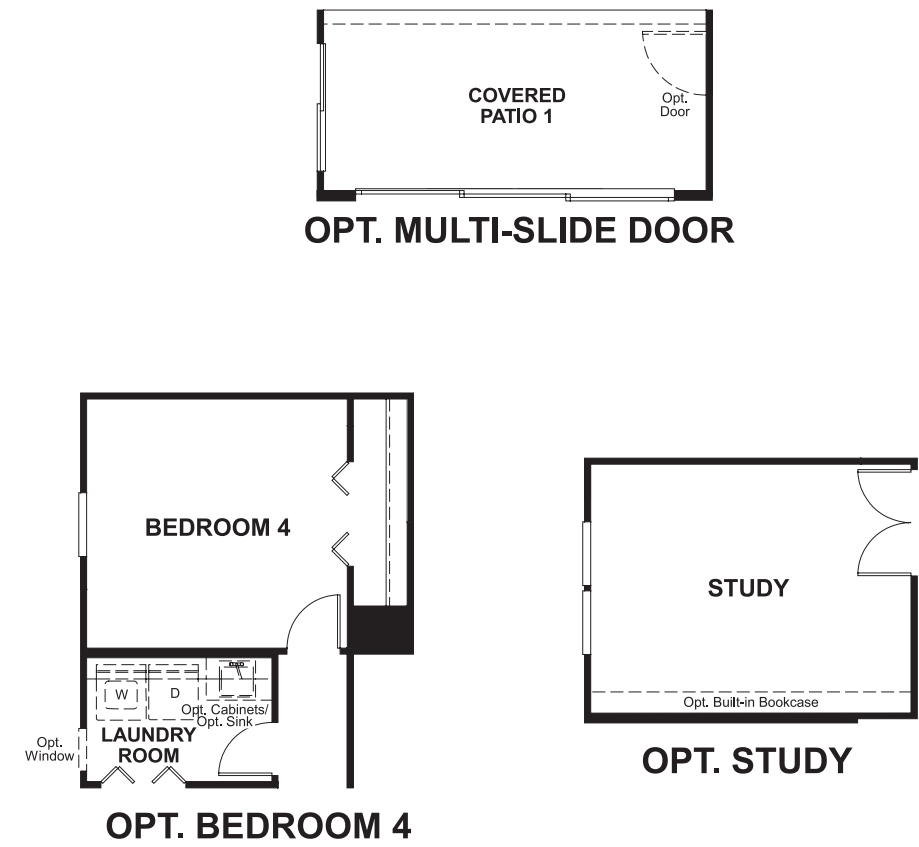 COVERED
PATIO 1
Opt.
Door
OPT. MULTI-SLIDE DOOR
BEDROOM 4
W
D
Opt. Cabinets/
Opt. Sink
LAUNDRY
ROOM
Opt.
Window
OPT. BEDROOM 4
STUDY
Opt. Built-in Bookcase
OPT. STUDY